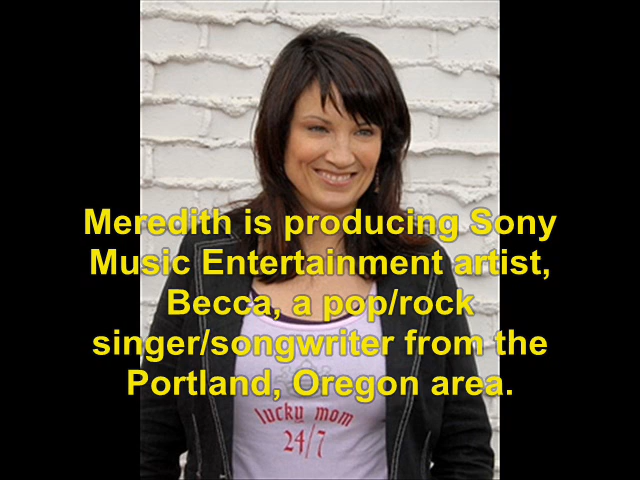 Meredith is producing Sony
Music Entertainment artist,
Becca, a pop/rock
singer/songwriter from the
Portland, Oregon area.
lucky mom
24/7